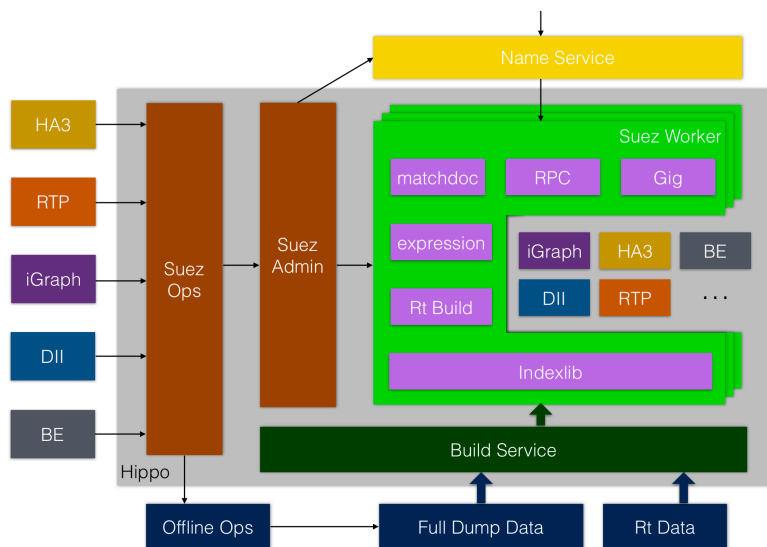 Name Service
HA3
RTP
iGraph
DII
BE
Suez
Ops
Suez
Admin
Suez Worker
matchdoc
RPC
Gig
expression
Rt Build
iGraph
HA3
BE
DII
RTP
...
Indexlib
Build Service
Hippo
Offline Ops
Full Dump Data
Rt Data